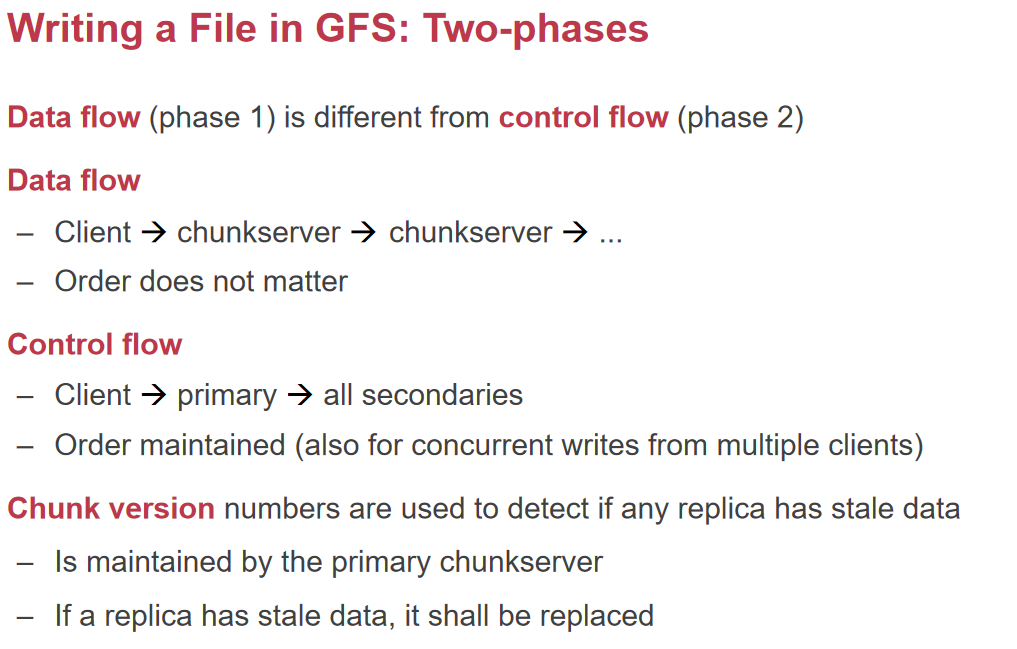 Writing a File in GFS: Two-phases
Data flow (phase 1) is different from control flow (phase 2)
Data flow
– Client → chunkserver → chunkserver → ...
– Order does not matter
Control flow
– Client → primary → all secondaries
– Order maintained (also for concurrent writes from multiple clients)
Chunk version numbers are used to detect if any replica has stale data
– Is maintained by the primary chunkserver
– If a replica has stale data, it shall be replaced